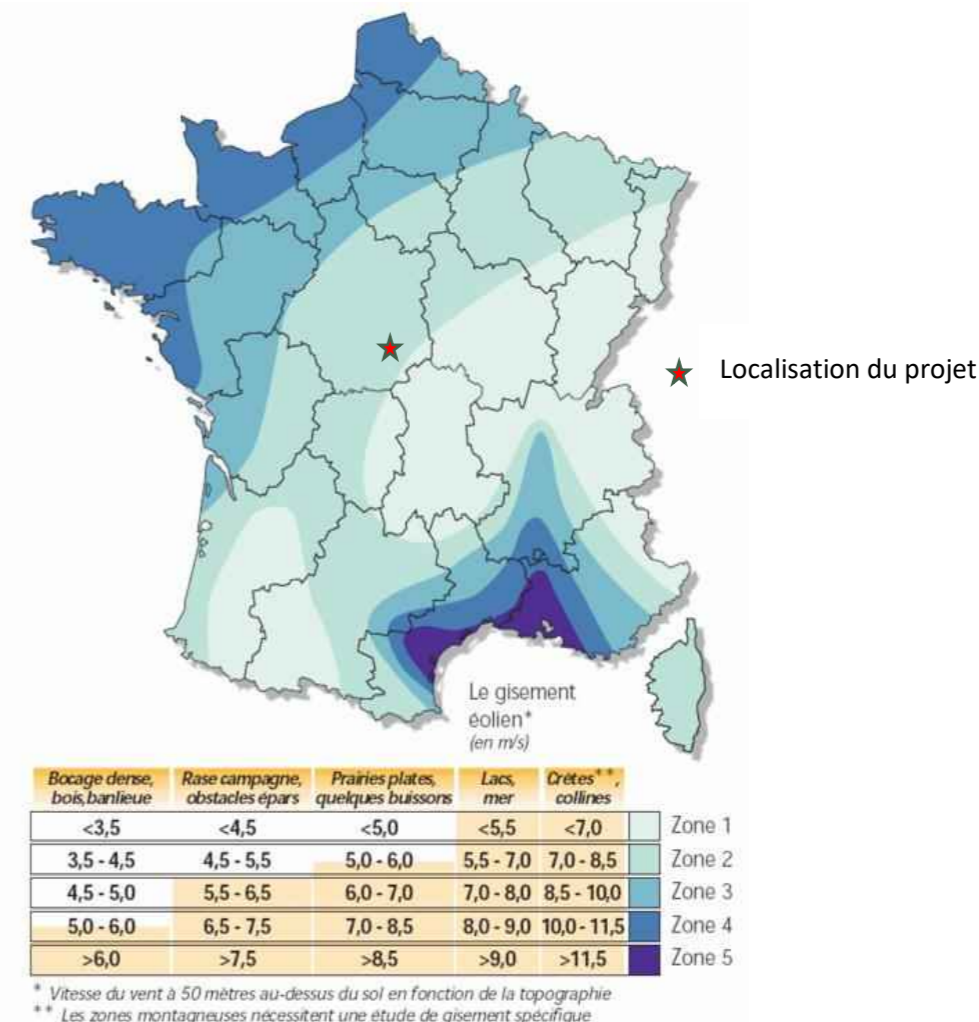 Localisation du projet
Le gisement
éolien*
(en m/s)
Bocage dense, bois,banlieue | Rase campagne, obstacles épars | Prairies plates, quelques buissons | Lacs, mer | Crêtes**, collines
<3,5 <4,5 <5,0 <5,5 <7,0 Zone 1
3,5 - 4,5 4,5 - 5,5 5,0 - 6,0 5,5 - 7,0 7,0 - 8,5 Zone 2
4,5 - 5,0 5,5 - 6,5 6,0 - 7,0 7,0 - 8,0 8,5 - 10,0 Zone 3
5,0 - 6,0 6,5 - 7,5 7,0 - 8,5 8,0 - 9,0 10,0 - 11,5 Zone 4
>6,0 >7,5 >8,5 >9,0 >11,5 Zone 5
* Vitesse du vent à 50 mètres au-dessus du sol en fonction de la topographie
** Les zones montagneuses nécessitent une étude de gisement spécifique